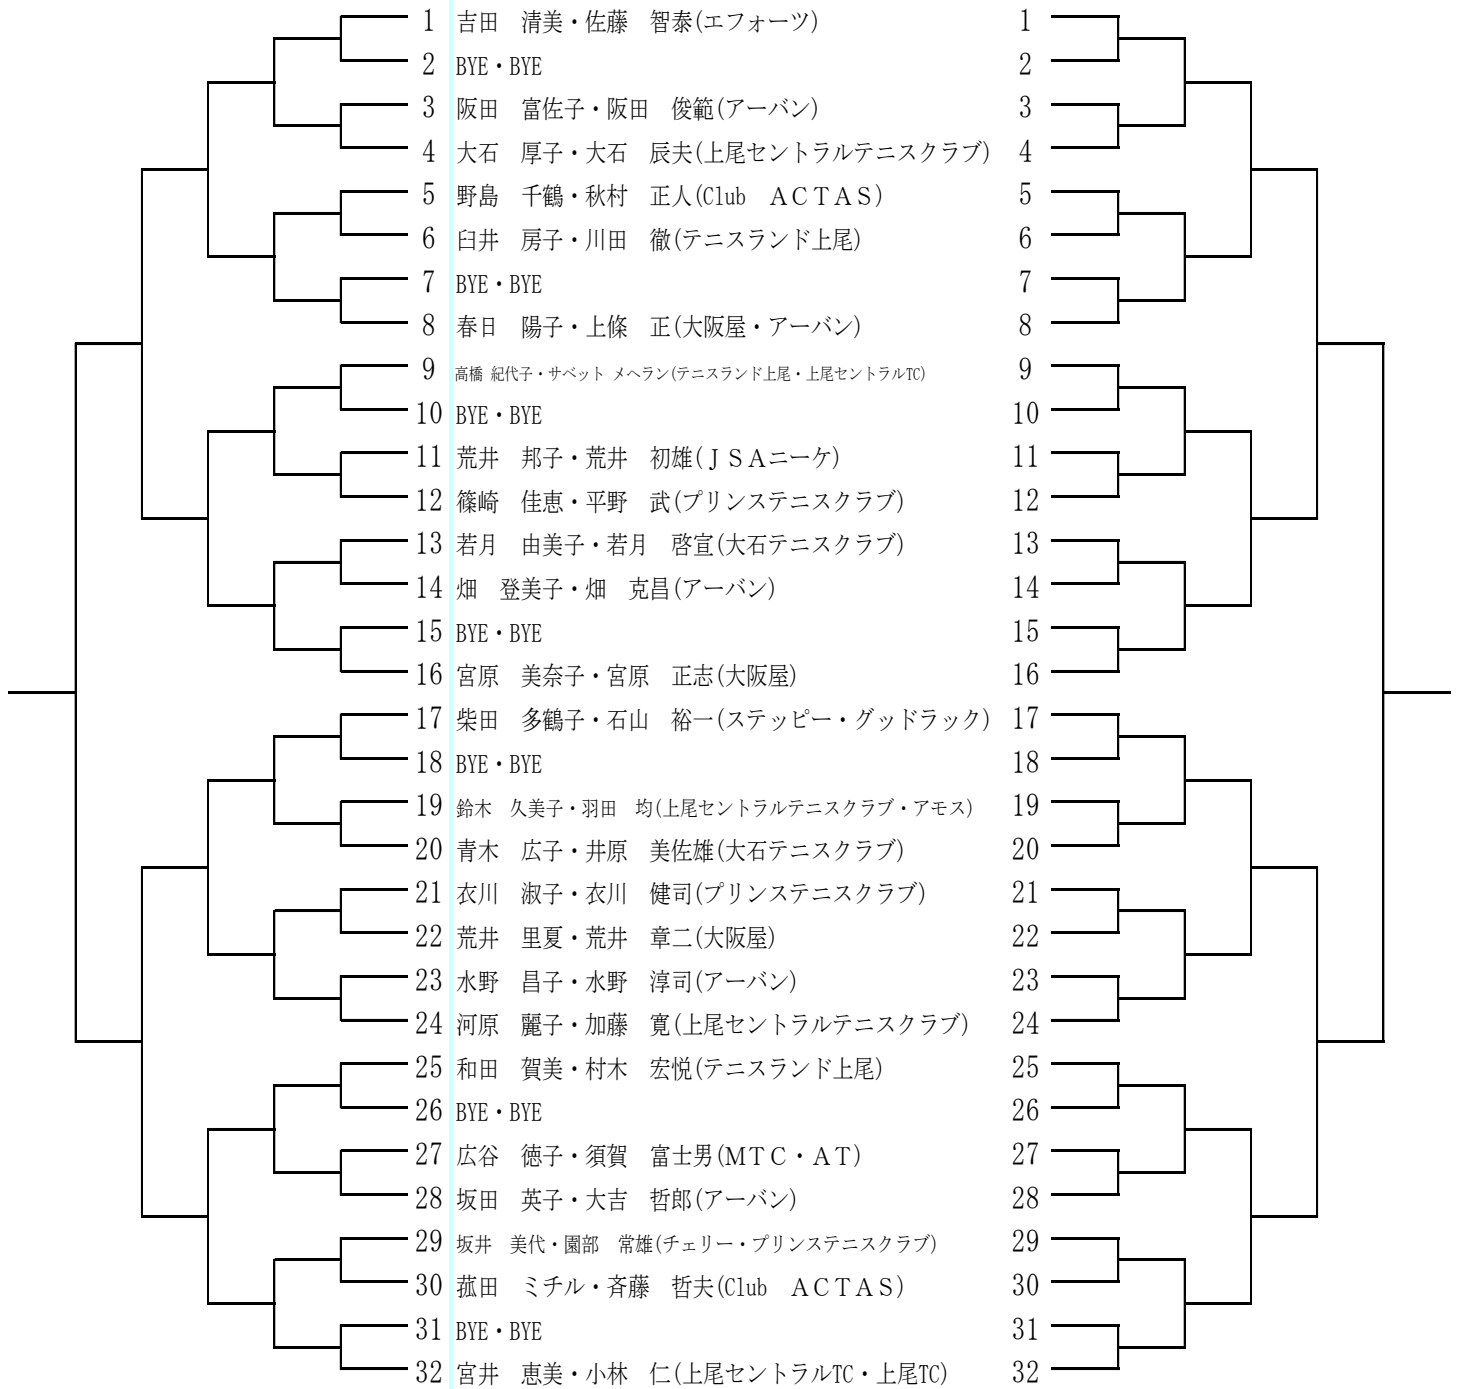 1 吉田　清美・佐藤　智泰(エフォーツ) 1
2 BYE・BYE 2
3 阪田　富佐子・阪田　俊範(アーバン) 3
4 大石　厚子・大石　辰夫(上尾セントラルテニスクラブ) 4
5 野島　千鶴・秋村　正人(Club　ＡＣＴＡＳ) 5
6 臼井　房子・川田　徹(テニスランド上尾) 6
7 BYE・BYE 7
8 春日　陽子・上條　正(大阪屋・アーバン) 8
9 高橋 紀代子・サベット メヘラン(テニスランド上尾・上尾セントラルTC) 9
10 BYE・BYE 10
11 荒井　邦子・荒井　初雄(ＪＳＡニーケ) 11
12 篠崎　佳恵・平野　武(プリンステニスクラブ) 12
13 若月　由美子・若月　啓宣(大石テニスクラブ) 13
14 畑　登美子・畑　克昌(アーバン) 14
15 BYE・BYE 15
16 宮原　美奈子・宮原　正志(大阪屋) 16
17 柴田　多鶴子・石山　裕一(ステッピー・グッドラック) 17
18 BYE・BYE 18
19 鈴木　久美子・羽田　均(上尾セントラルテニスクラブ・アモス) 19
20 青木　広子・井原　美佐雄(大石テニスクラブ) 20
21 衣川　淑子・衣川　健司(プリンステニスクラブ) 21
22 荒井　里夏・荒井　章二(大阪屋) 22
23 水野　昌子・水野　淳司(アーバン) 23
24 河原　麗子・加藤　寛(上尾セントラルテニスクラブ) 24
25 和田　賀美・村木　宏悦(テニスランド上尾) 25
26 BYE・BYE 26
27 広谷　徳子・須賀　富士男(ＭＴＣ・ＡＴ) 27
28 坂田　英子・大吉　哲郎(アーバン) 28
29 坂井　美代・園部　常雄(チェリー・プリンステニスクラブ) 29
30 菰田　ミチル・斉藤　哲夫(Club　ＡＣＴＡＳ) 30
31 BYE・BYE 31
32 宮井　恵美・小林　仁(上尾セントラルTC・上尾TC) 32